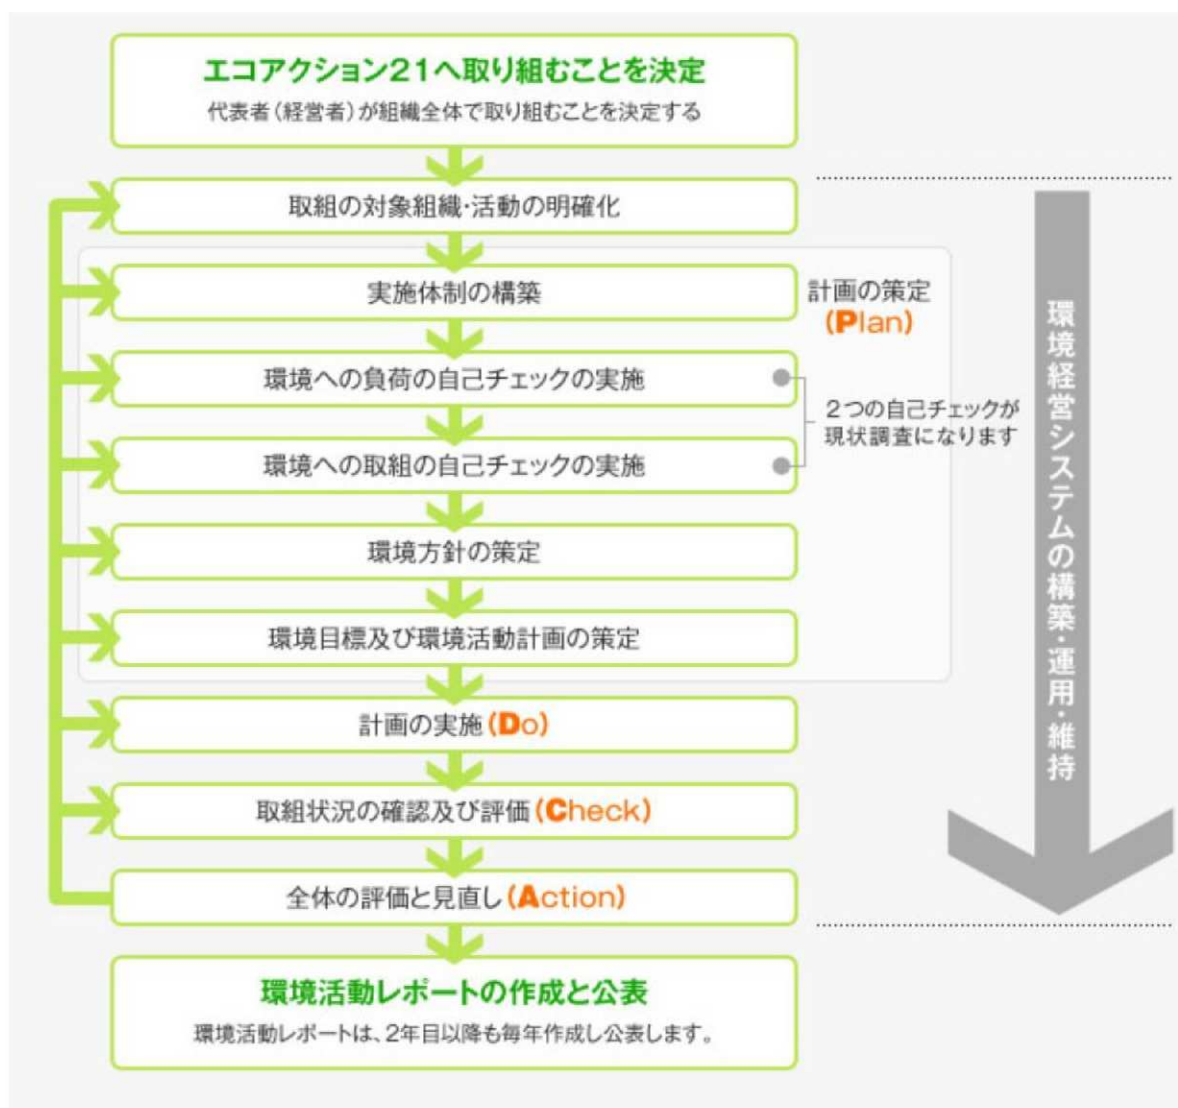 エコアクション21へ取り組むことを決定
代表者(経営者)が組織全体で取り組むことを決定する
取組の対象組織・活動の明確化
実施体制の構築
計画の策定
(Plan)
環境への負荷の自己チェックの実施
2つの自己チェックが
現状調査になります
環境への取組の自己チェックの実施
環境方針の策定
環境目標及び環境活動計画の策定
計画の実施(Do)
取組状況の確認及び評価(Check)
全体の評価と見直し(Action)
環境経営システムの構築・運用・維持
環境活動レポートの作成と公表
環境活動レポートは、2年目以降も毎年作成し公表します。